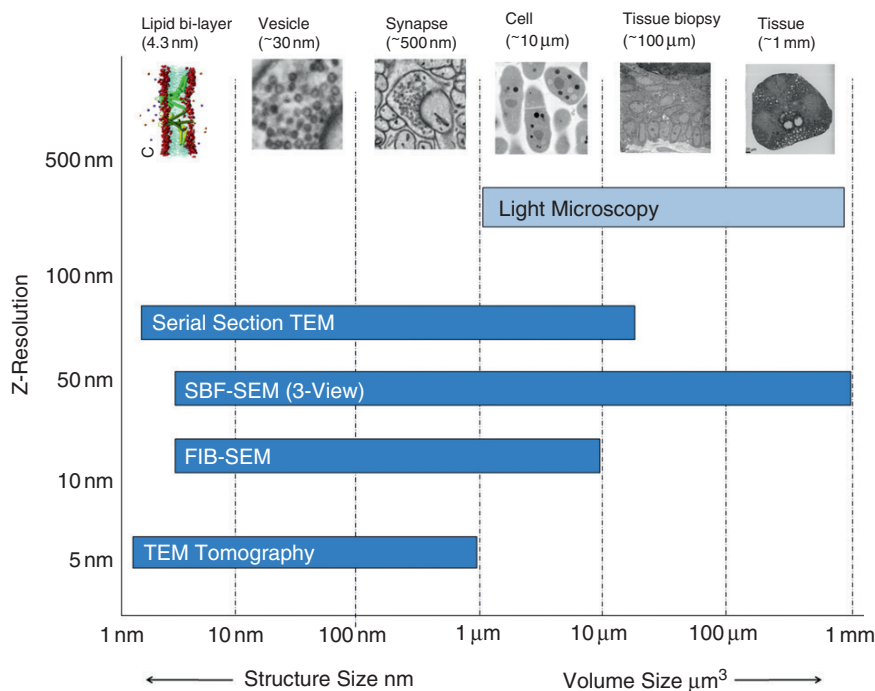 Lipid bi-layer
(4.3 nm)
Vesicle
(~30 nm)
Synapse
(~500 nm)
Cell
(~10 µm)
Tissue biopsy
(~100 µm)
Tissue
(~1 mm)
C
500 nm
100 nm
50 nm
10 nm
5 nm
Z-Resolution
Light Microscopy
Serial Section TEM
SBF-SEM (3-View)
FIB-SEM
TEM Tomography
1 nm
10 nm
100 nm
1 µm
10 µm
100 µm
1 mm
Structure Size nm
Volume Size µm³